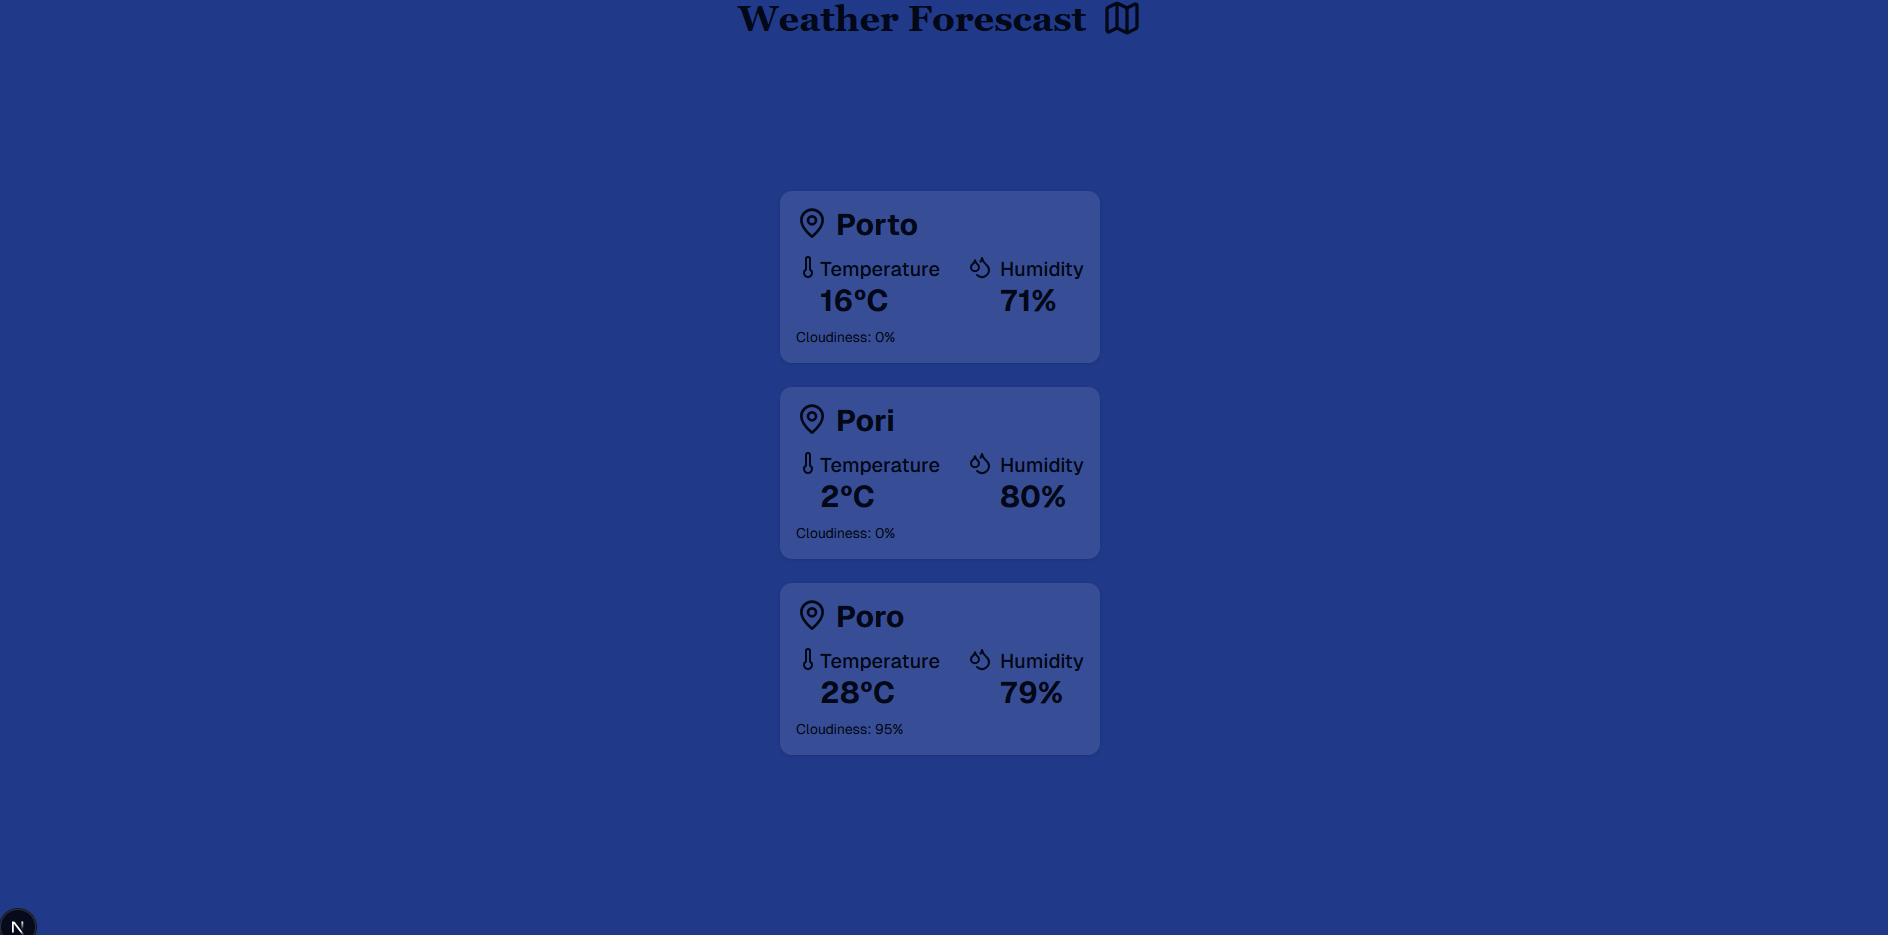 Weather Forescast
Porto
Temperature Humidity
16°C 71%
Cloudiness: 0%
Pori
Temperature Humidity
2°C 80%
Cloudiness: 0%
Poro
Temperature Humidity
28°C 79%
Cloudiness: 95%
N